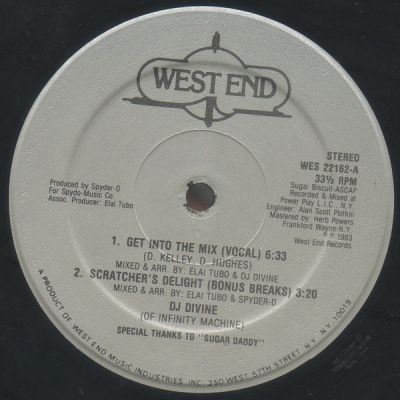 WEST END
STEREO
WES 22162-A
33⅓ RPM
Sugar Biscuit-ASCAP
Recorded & Mixed at
Power Play L.I.C., N.Y.
Engineer: Alan Scott Plotkin
Mastered by: Herb Powers
Frankford Wayne-N.Y.
℗ © 1983
West End Records
Produced by Spyder-D
For Spydo-Music Co.
Assoc. Producer: Elai Tubo
1. GET INTO THE MIX (VOCAL) 6:33
(D. KELLEY, D. HUGHES)
MIXED & ARR. BY: ELAI TUBO & DJ DIVINE
2. SCRATCHER'S DELIGHT (BONUS BREAKS) 3:20
MIXED & ARR. BY: ELAI TUBO & SPYDER-D
DJ DIVINE
(OF INFINITY MACHINE)
SPECIAL THANKS TO "SUGAR DADDY"
A PRODUCT OF WEST END MUSIC INDUSTRIES INC. 250 WEST 57TH STREET, N.Y. NY 10019